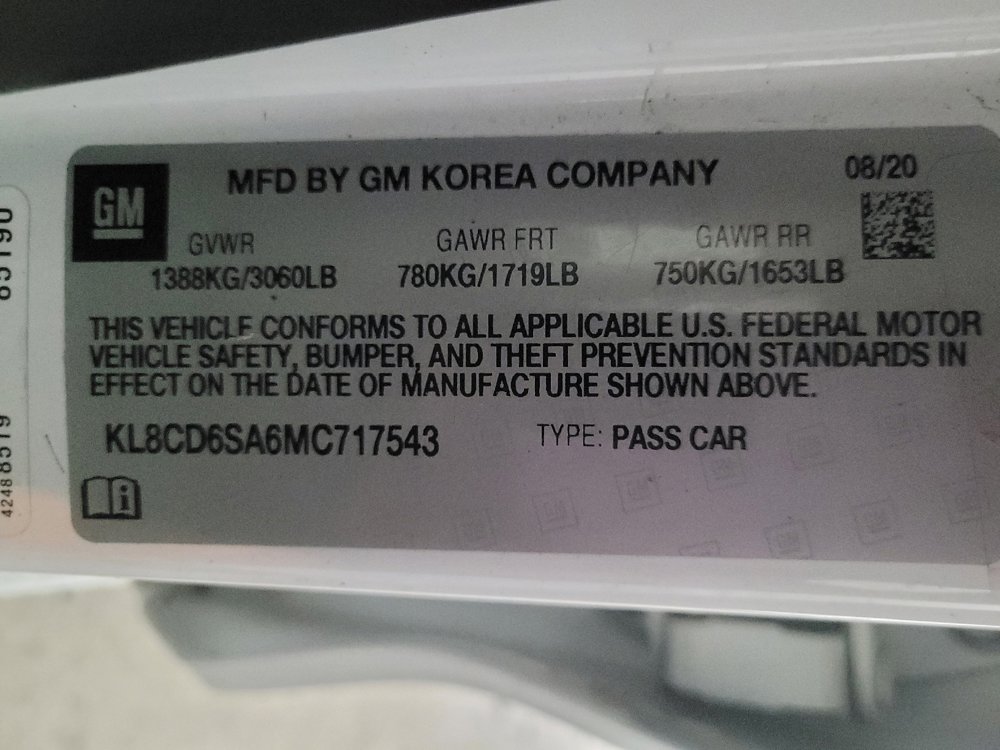 GM
MFD BY GM KOREA COMPANY
08/20
GVWR GAWR FRT GAWR RR
1388KG/3060LB 780KG/1719LB 750KG/1653LB
THIS VEHICLE CONFORMS TO ALL APPLICABLE U.S. FEDERAL MOTOR
VEHICLE SAFETY, BUMPER, AND THEFT PREVENTION STANDARDS IN
EFFECT ON THE DATE OF MANUFACTURE SHOWN ABOVE.
KL8CD6SA6MC717543 TYPE: PASS CAR